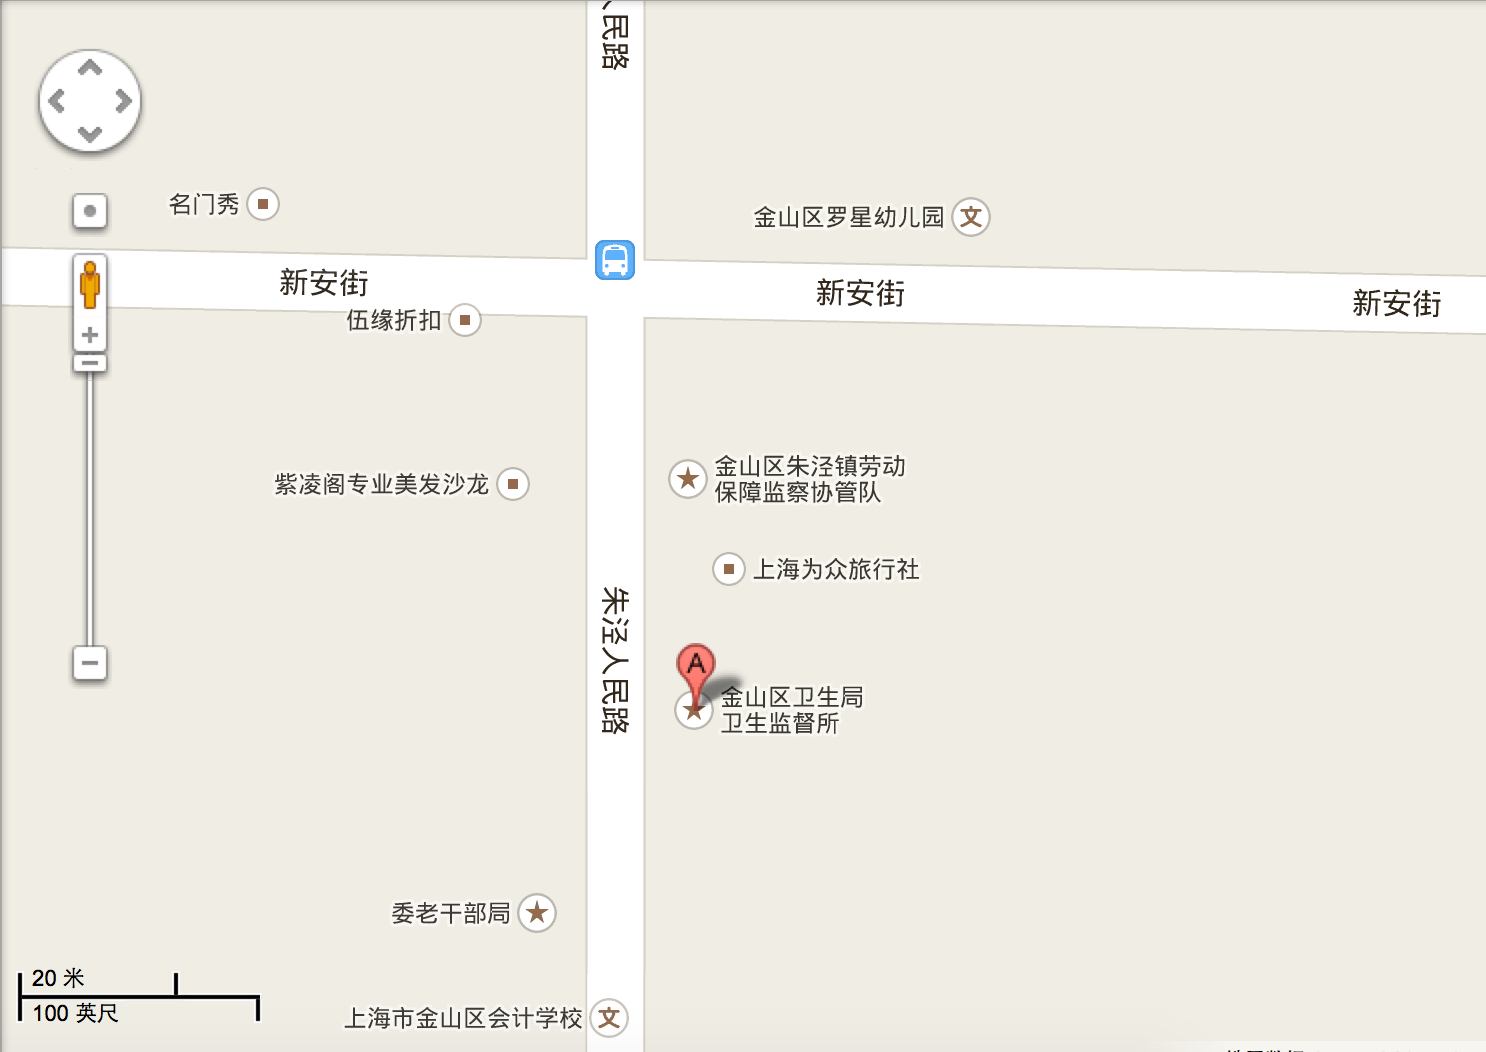 人民路
名门秀
金山区罗星幼儿园
文
新安街
新安街
新安街
伍缘折扣
紫凌阁专业美发沙龙
金山区朱泾镇劳动
保障监察协管队
上海为众旅行社
朱泾人民路
A
金山区卫生局
卫生监督所
委老干部局
20 米
100 英尺
上海市金山区会计学校
文